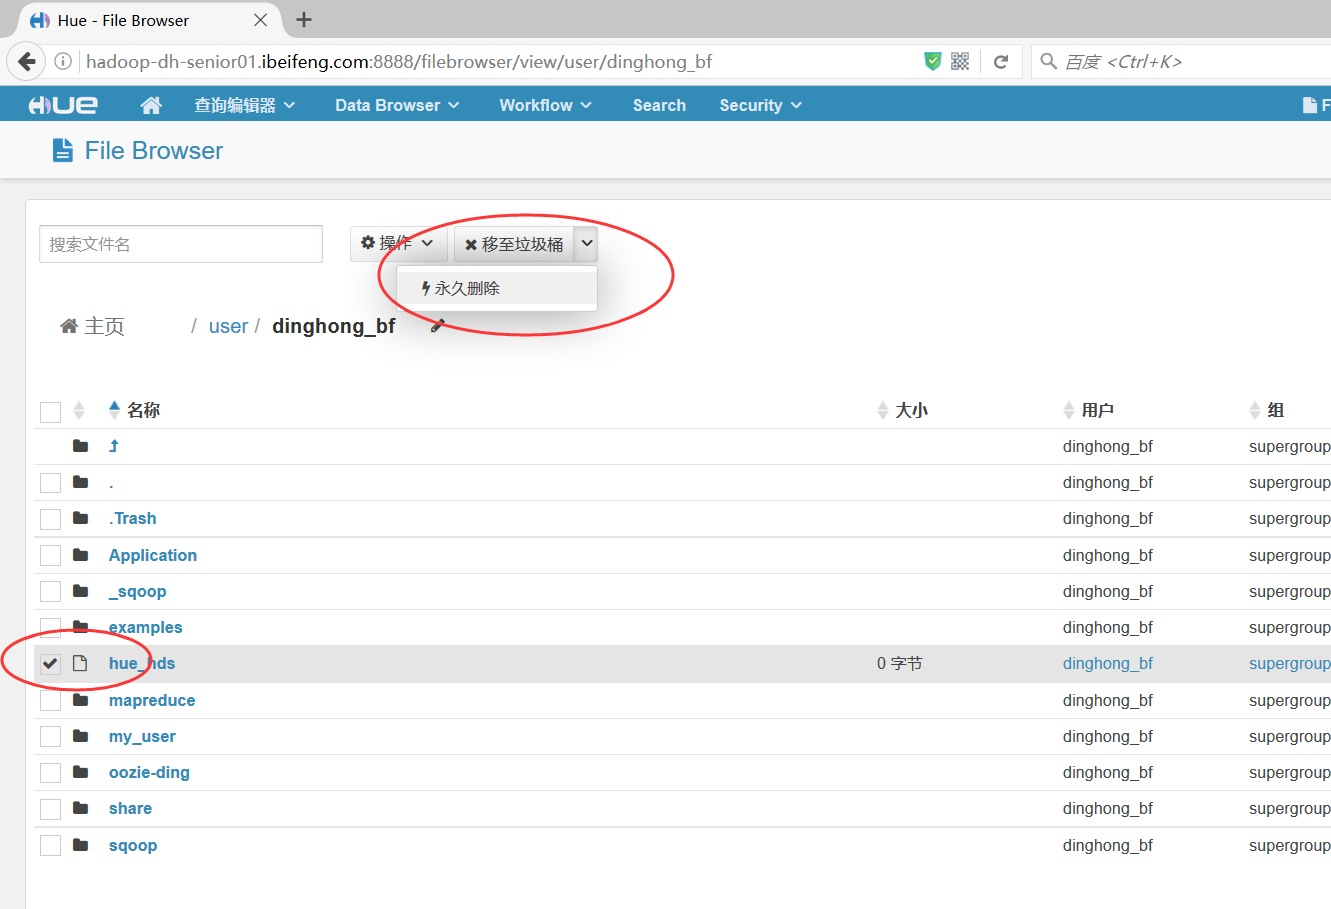 Hue - File Browser
hadoop-dh-senior01.ibeifeng.com:8888/filebrowser/view/user/dinghong_bf
百度 <Ctrl+K>
HUE 查询编辑器 Data Browser Workflow Search Security F
File Browser
搜索文件名 操作 移至垃圾桶
永久删除
主页 / user / dinghong_bf
名称 大小 用户 组
dinghong_bf supergroup
. dinghong_bf supergroup
.Trash dinghong_bf supergroup
Application dinghong_bf supergroup
_sqoop dinghong_bf supergroup
examples dinghong_bf supergroup
hue_hds 0 字节 dinghong_bf supergroup
mapreduce dinghong_bf supergroup
my_user dinghong_bf supergroup
oozie-ding dinghong_bf supergroup
share dinghong_bf supergroup
sqoop dinghong_bf supergroup